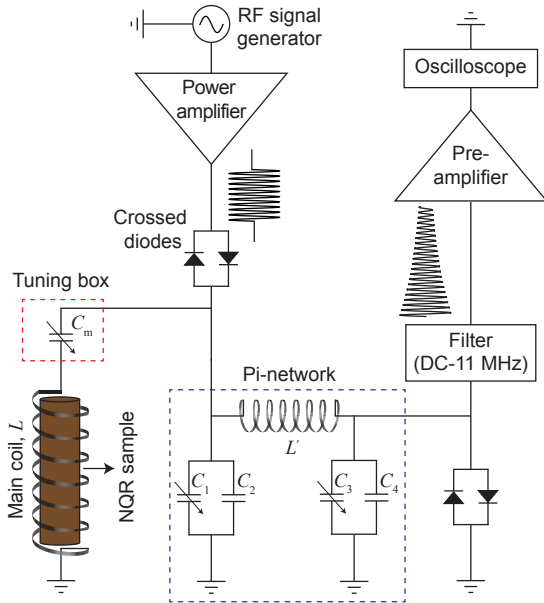 RF signal
generator
Oscilloscope
Power
amplifier
Pre-
amplifier
Crossed
diodes
Tuning box
Cm
Filter
(DC-11 MHz)
Pi-network
Main coil, L
NQR sample
L'
C1
C2
C3
C4